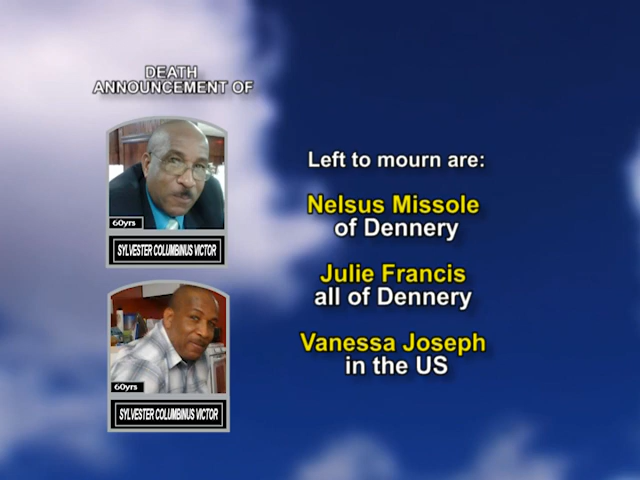 DEATH
ANNOUNCEMENT OF
60yrs
SYLVESTER COLUMBINUS VICTOR
60yrs
SYLVESTER COLUMBINUS VICTOR
Left to mourn are:
Nelsus Missole
of Dennery
Julie Francis
all of Dennery
Vanessa Joseph
in the US